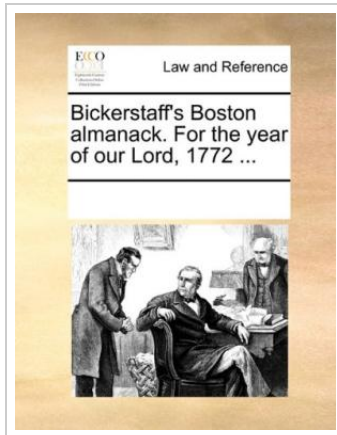 ECCO
Law and Reference
Bickerstaff's Boston
almanack. For the year
of our Lord, 1772 ...